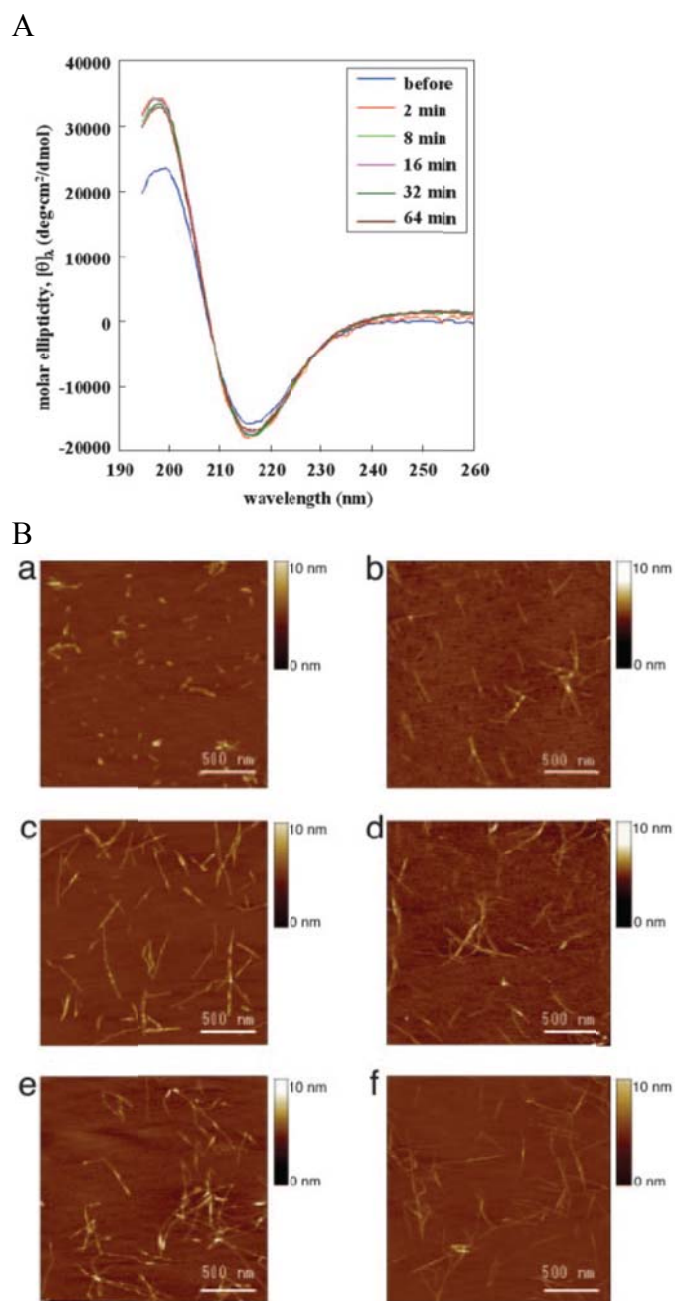 A
40000
30000
20000
10000
0
-10000
-20000
190 200 210 220 230 240 250 260
wavelength (nm)
molar ellipticity, [θ]λ (deg•cm²/dmol)
before
2 min
8 min
16 min
32 min
64 min
B
a
10 nm
0 nm
500 nm
b
10 nm
0 nm
500 nm
c
10 nm
0 nm
500 nm
d
10 nm
0 nm
500 nm
e
10 nm
0 nm
500 nm
f
10 nm
0 nm
500 nm